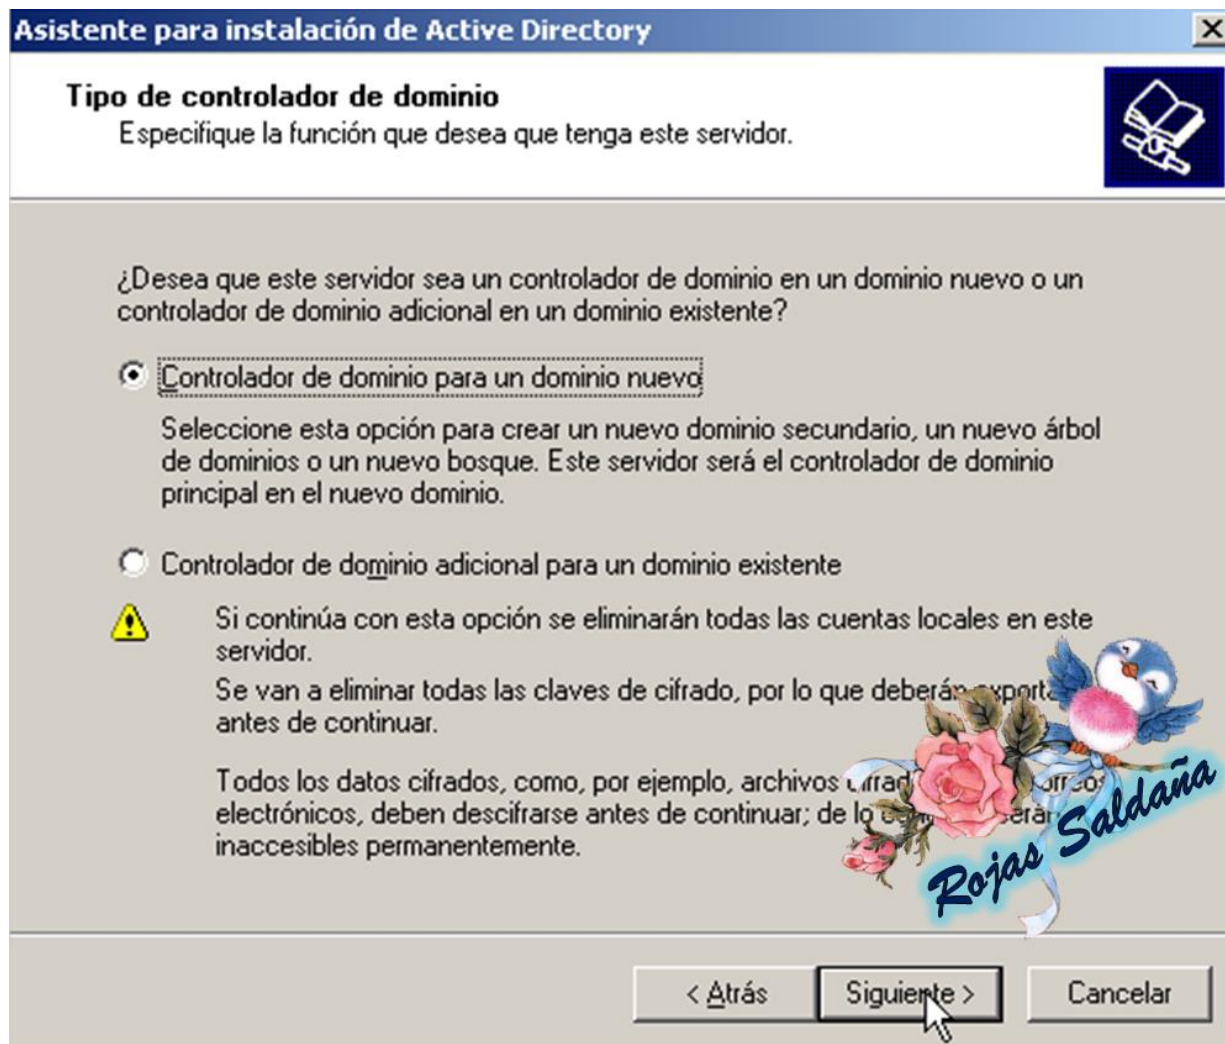 Asistente para instalación de Active Directory
Tipo de controlador de dominio
Especifique la función que desea que tenga este servidor.
¿Desea que este servidor sea un controlador de dominio en un dominio nuevo o un
controlador de dominio adicional en un dominio existente?
Controlador de dominio para un dominio nuevo
Seleccione esta opción para crear un nuevo dominio secundario, un nuevo árbol
de dominios o un nuevo bosque. Este servidor será el controlador de dominio
principal en el nuevo dominio.
Controlador de dominio adicional para un dominio existente
Si continúa con esta opción se eliminarán todas las cuentas locales en este
servidor.
Se van a eliminar todas las claves de cifrado, por lo que deberán
antes de continuar.
Todos los datos cifrados, como, por ejemplo, archivos
electrónicos, deben descifrarse antes de continuar; de lo
inaccesibles permanentemente.
Rojas Saldaña
< Atrás
Siguiente >
Cancelar